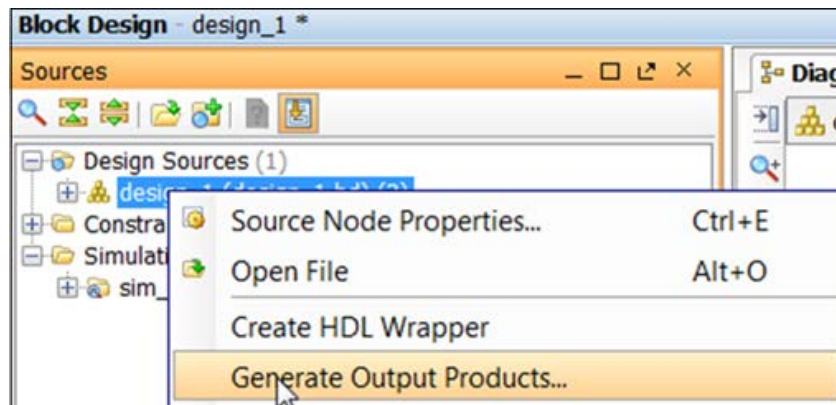 Block Design - design_1 *
Sources
Diag
Design Sources (1)
Constra
Source Node Properties... Ctrl+E
Simulati
Open File Alt+O
sim_
Create HDL Wrapper
Generate Output Products...